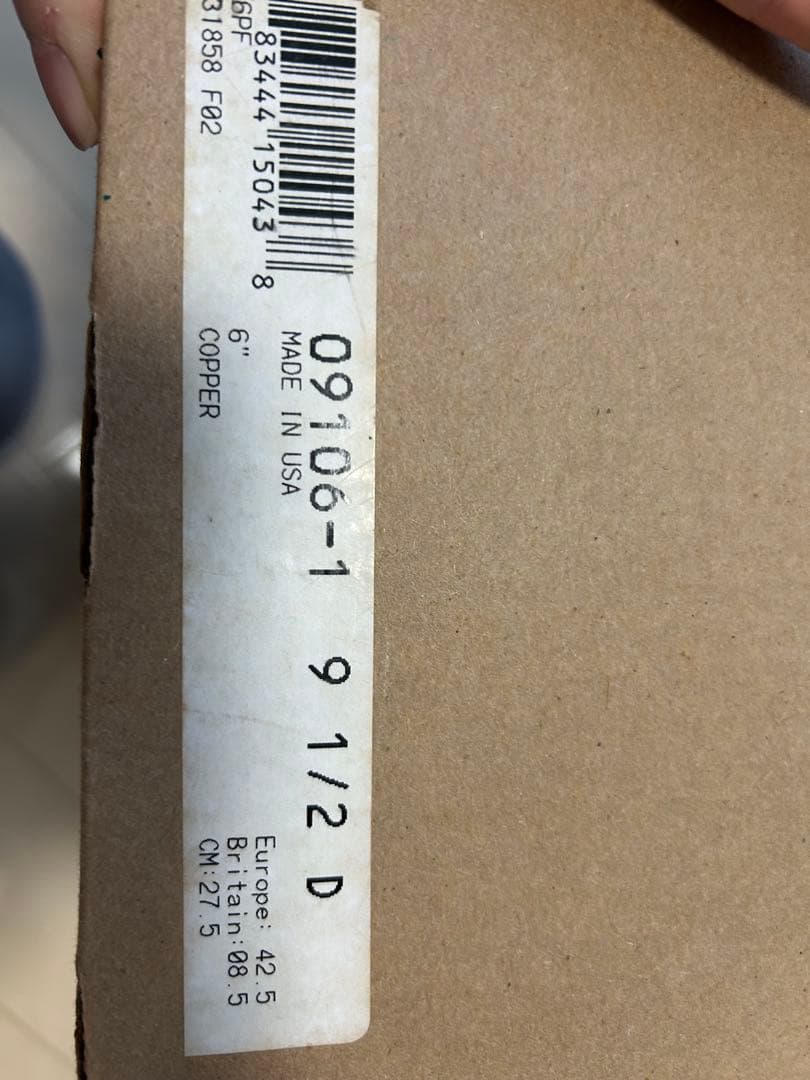 83444 15043 8
6PF
31858 F02
09106-1 9 1/2 D
MADE IN USA
6"
COPPER
Europe: 42.5
Britain:08.5
CM:27.5